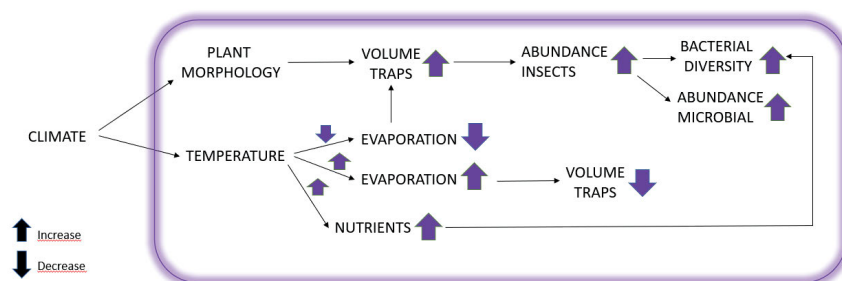 PLANT
MORPHOLOGY
VOLUME
TRAPS
ABUNDANCE
INSECTS
BACTERIAL
DIVERSITY
ABUNDANCE
MICROBIAL
CLIMATE
TEMPERATURE
EVAPORATION
EVAPORATION
VOLUME
TRAPS
NUTRIENTS
Increase
Decrease